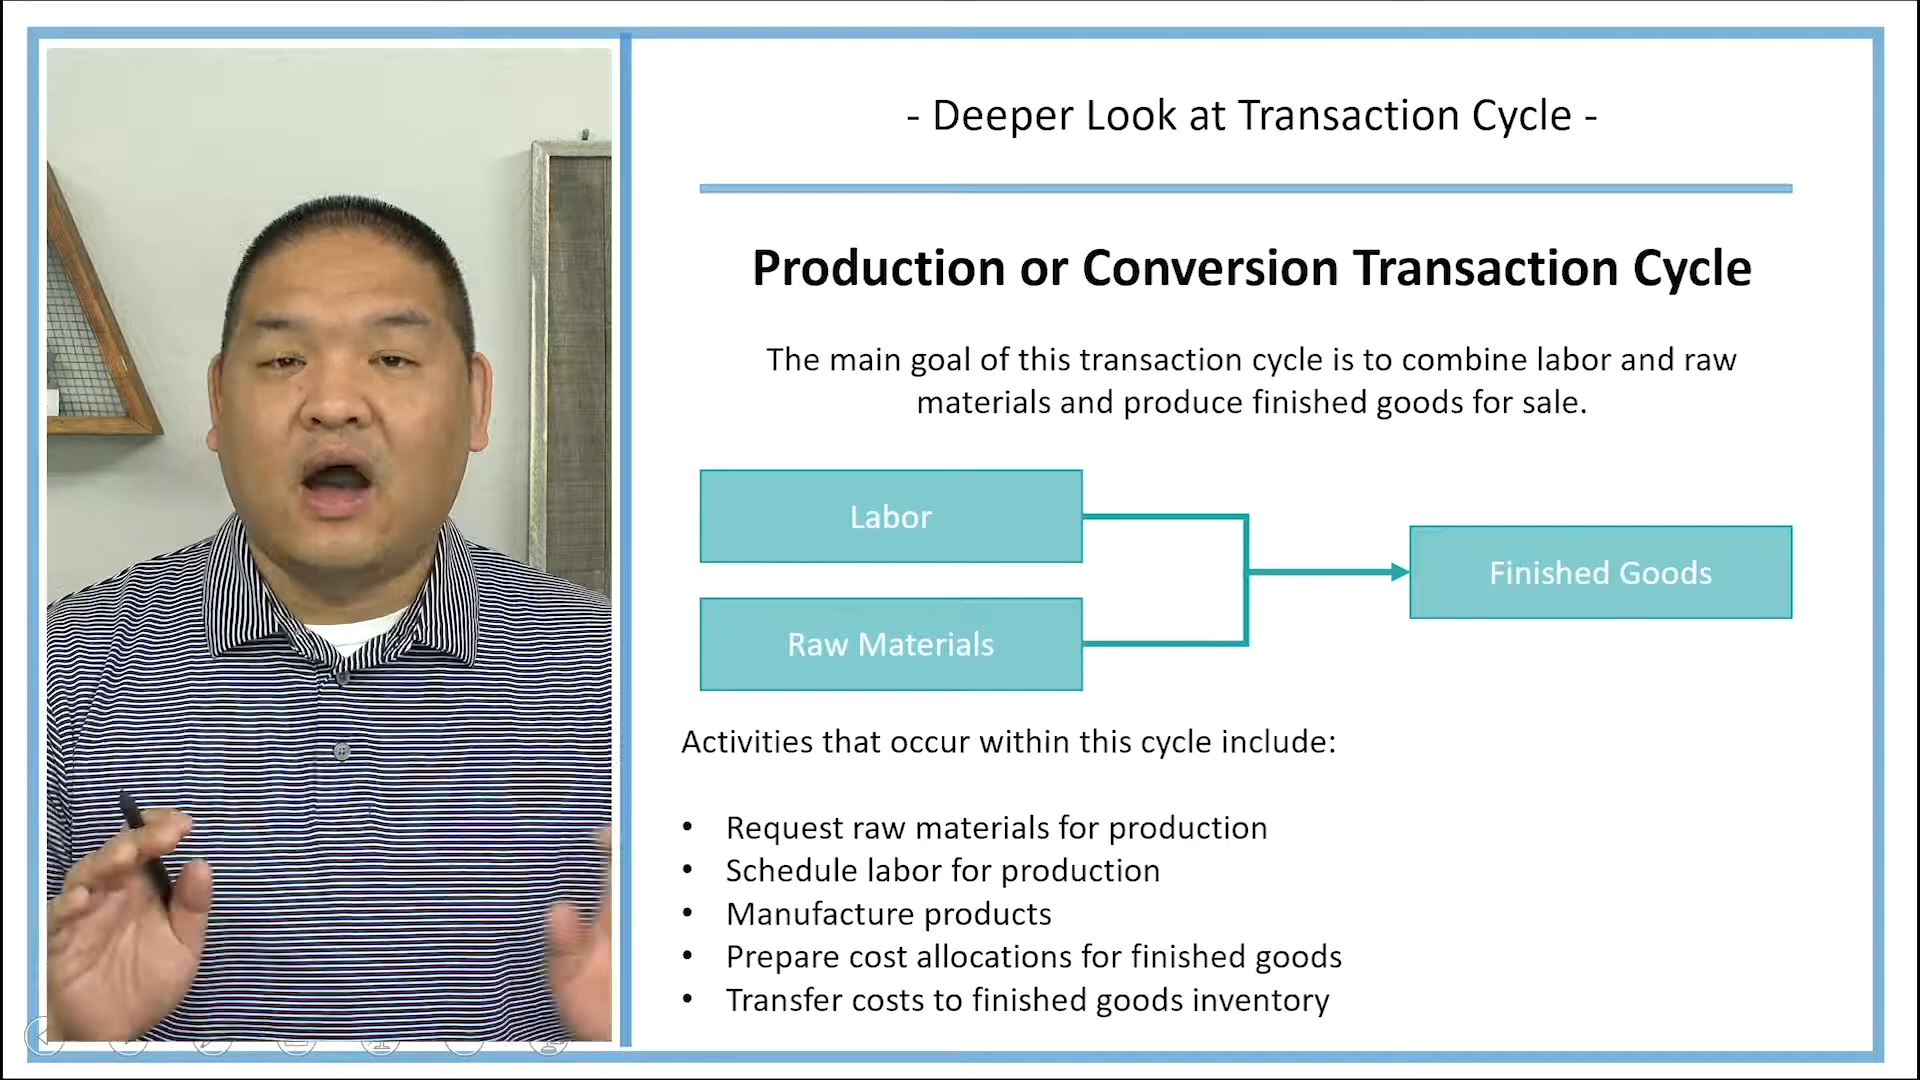 - Deeper Look at Transaction Cycle -
Production or Conversion Transaction Cycle
The main goal of this transaction cycle is to combine labor and raw
materials and produce finished goods for sale.
Labor
Raw Materials
Finished Goods
Activities that occur within this cycle include:
• Request raw materials for production
• Schedule labor for production
• Manufacture products
• Prepare cost allocations for finished goods
• Transfer costs to finished goods inventory